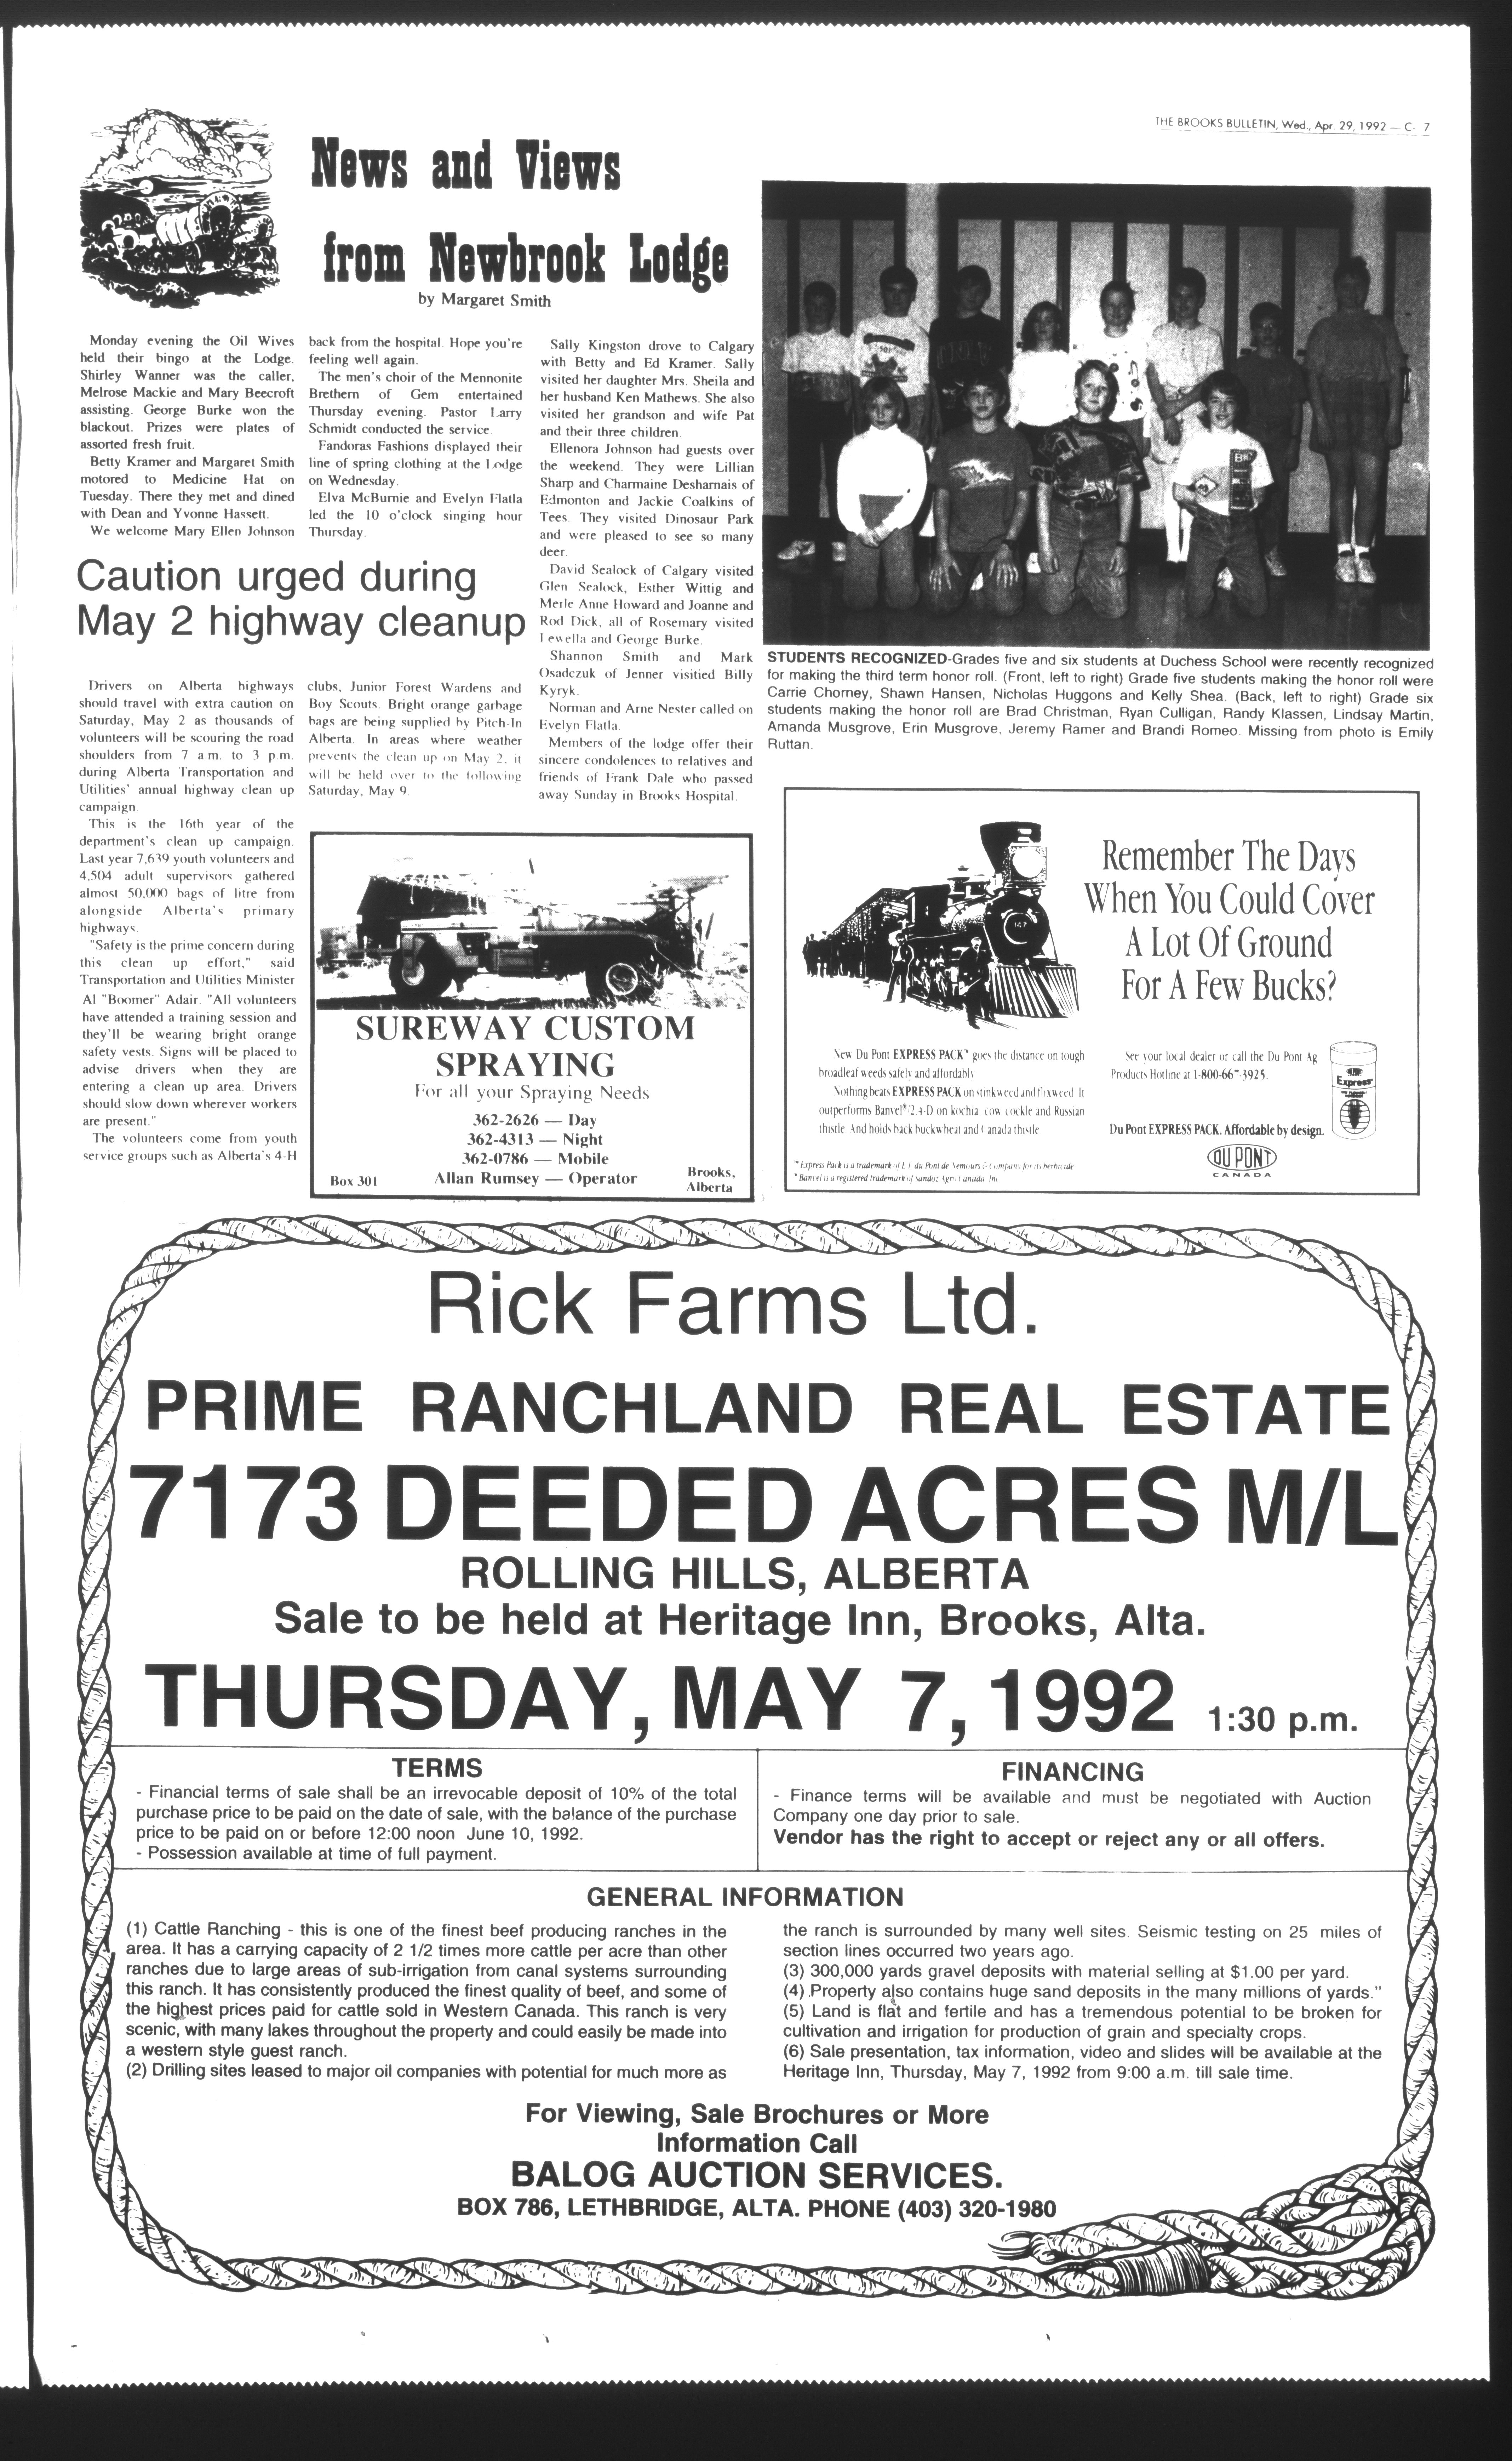 THE BROOKS BULLETIN, Wed., Apr. 29, 1992 — C- 7
News and Views
from Newbrook Lodge
by Margaret Smith
Monday evening the Oil Wives
held their bingo at the Lodge.
Shirley Wanner was the caller,
Melrose Mackie and Mary Beecroft
assisting. George Burke won the
blackout. Prizes were plates of
assorted fresh fruit.
Betty Kramer and Margaret Smith
motored to Medicine Hat on
Tuesday. There they met and dined
with Dean and Yvonne Hassett.
We welcome Mary Ellen Johnson
back from the hospital. Hope you're
feeling well again.
The men's choir of the Mennonite
Brethern of Gem entertained
Thursday evening. Pastor Larry
Schmidt conducted the service.
Fandoras Fashions displayed their
line of spring clothing at the Lodge
on Wednesday.
Elva McBurnie and Evelyn Flatla
led the 10 o'clock singing hour
Thursday.
Sally Kingston drove to Calgary
with Betty and Ed Kramer. Sally
visited her daughter Mrs. Sheila and
her husband Ken Mathews. She also
visited her grandson and wife Pat
and their three children.
Ellenora Johnson had guests over
the weekend. They were Lillian
Sharp and Charmaine Desharnais of
Edmonton and Jackie Coalkins of
Tees. They visited Dinosaur Park
and were pleased to see so many
deer.
David Sealock of Calgary visited
Glen Sealock, Esther Wittig and
Merle Anne Howard and Joanne and
Rod Dick, all of Rosemary visited
Lewella and George Burke.
Shannon Smith and Mark
Osadczuk of Jenner visitied Billy
Kyryk.
Norman and Arne Nester called on
Evelyn Flatla.
Members of the lodge offer their
sincere condolences to relatives and
friends of Frank Dale who passed
away Sunday in Brooks Hospital.
STUDENTS RECOGNIZED-Grades five and six students at Duchess School were recently recognized
for making the third term honor roll. (Front, left to right) Grade five students making the honor roll were
Carrie Chorney, Shawn Hansen, Nicholas Huggons and Kelly Shea. (Back, left to right) Grade six
students making the honor roll are Brad Christman, Ryan Culligan, Randy Klassen, Lindsay Martin,
Amanda Musgrove, Erin Musgrove, Jeremy Ramer and Brandi Romeo. Missing from photo is Emily
Ruttan.
Caution urged during
May 2 highway cleanup
Drivers on Alberta highways
should travel with extra caution on
Saturday, May 2 as thousands of
volunteers will be scouring the road
shoulders from 7 a.m. to 3 p.m.
during Alberta Transportation and
Utilities' annual highway clean up
campaign.
This is the 16th year of the
department's clean up campaign.
Last year 7,639 youth volunteers and
4,504 adult supervisors gathered
almost 50,000 bags of litre from
alongside Alberta's primary
highways.
"Safety is the prime concern during
this clean up effort," said
Transportation and Utilities Minister
Al "Boomer" Adair. "All volunteers
have attended a training session and
they'll be wearing bright orange
safety vests. Signs will be placed to
advise drivers when they are
entering a clean up area. Drivers
should slow down wherever workers
are present."
The volunteers come from youth
service groups such as Alberta's 4-H
clubs, Junior Forest Wardens and
Boy Scouts. Bright orange garbage
bags are being supplied by Pitch-In
Alberta. In areas where weather
prevents the clean up on May 2, it
will be held over to the following
Saturday, May 9.
SUREWAY CUSTOM
SPRAYING
For all your Spraying Needs
362-2626 — Day
362-4313 — Night
362-0786 — Mobile
Box 301
Allan Rumsey — Operator
Brooks,
Alberta
Remember The Days
When You Could Cover
A Lot Of Ground
For A Few Bucks?
New Du Pont EXPRESS PACK* goes the distance on tough
broadleaf weeds safely and affordably.
Nothing beats EXPRESS PACK on stinkweed and flixweed. It
outperforms Banvel®/2,4-D on kochia, cow cockle and Russian
thistle. And holds back buckwheat and Canada thistle.
See your local dealer or call the Du Pont Ag
Products Hotline at 1-800-667-3925.
Express
Du Pont EXPRESS PACK. Affordable by design.
DU PONT
CANADA
* Express Pack is a trademark of E.I. du Pont de Nemours & Company for its herbicide
® Banvel is a registered trademark of Sandoz Agro Canada Inc.
Rick Farms Ltd.
PRIME RANCHLAND REAL ESTATE
7173 DEEDED ACRES M/L
ROLLING HILLS, ALBERTA
Sale to be held at Heritage Inn, Brooks, Alta.
THURSDAY, MAY 7, 1992 1:30 p.m.
TERMS
- Financial terms of sale shall be an irrevocable deposit of 10% of the total
purchase price to be paid on the date of sale, with the balance of the purchase
price to be paid on or before 12:00 noon June 10, 1992.
- Possession available at time of full payment.
FINANCING
- Finance terms will be available and must be negotiated with Auction
Company one day prior to sale.
Vendor has the right to accept or reject any or all offers.
GENERAL INFORMATION
(1) Cattle Ranching - this is one of the finest beef producing ranches in the
area. It has a carrying capacity of 2 1/2 times more cattle per acre than other
ranches due to large areas of sub-irrigation from canal systems surrounding
this ranch. It has consistently produced the finest quality of beef, and some of
the highest prices paid for cattle sold in Western Canada. This ranch is very
scenic, with many lakes throughout the property and could easily be made into
a western style guest ranch.
(2) Drilling sites leased to major oil companies with potential for much more as
the ranch is surrounded by many well sites. Seismic testing on 25 miles of
section lines occurred two years ago.
(3) 300,000 yards gravel deposits with material selling at $1.00 per yard.
(4) Property also contains huge sand deposits in the many millions of yards."
(5) Land is flat and fertile and has a tremendous potential to be broken for
cultivation and irrigation for production of grain and specialty crops.
(6) Sale presentation, tax information, video and slides will be available at the
Heritage Inn, Thursday, May 7, 1992 from 9:00 a.m. till sale time.
For Viewing, Sale Brochures or More
Information Call
BALOG AUCTION SERVICES.
BOX 786, LETHBRIDGE, ALTA. PHONE (403) 320-1980